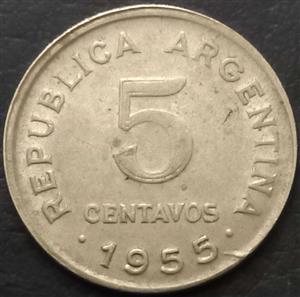 REPUBLICA ARGENTINA
5
CENTAVOS
· 1955 ·